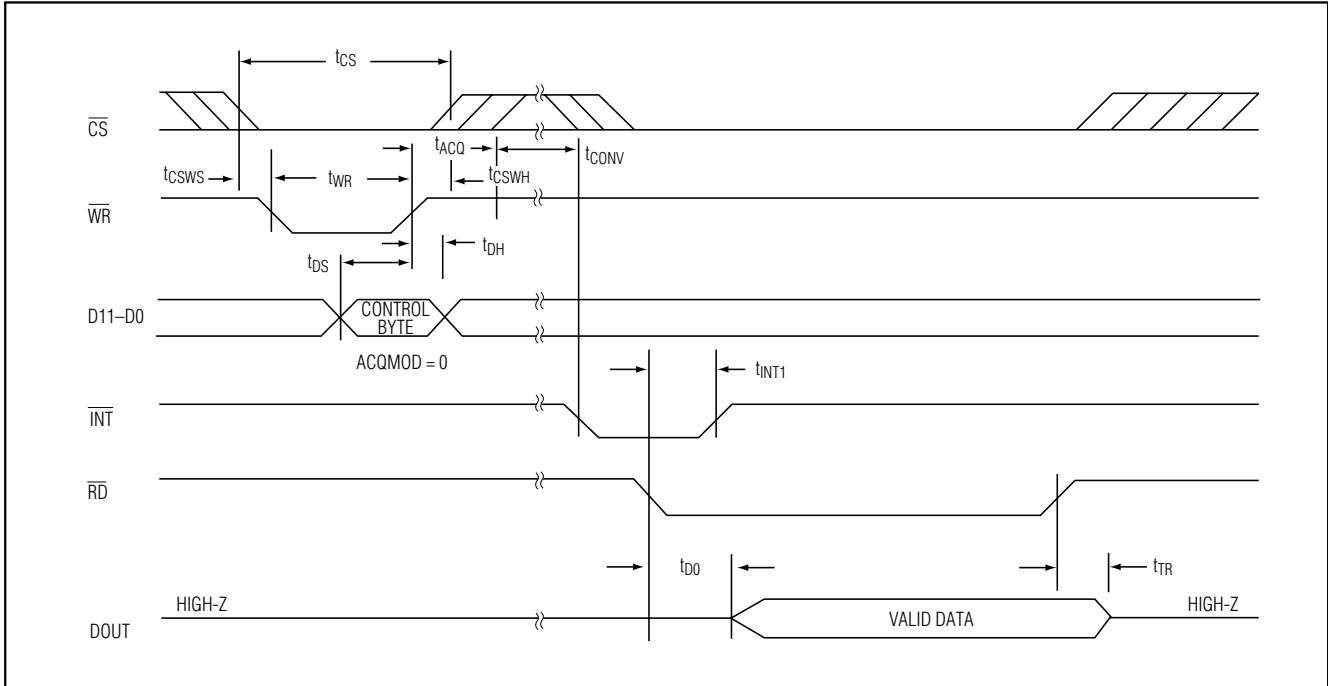 tCS
CS
tACQ
tCONV
tCSWS
tWR
tCSWH
WR
tDH
tDS
D11–D0
CONTROL
BYTE
ACQMOD = 0
tINT1
INT
RD
tD0
tTR
HIGH-Z
VALID DATA
HIGH-Z
DOUT